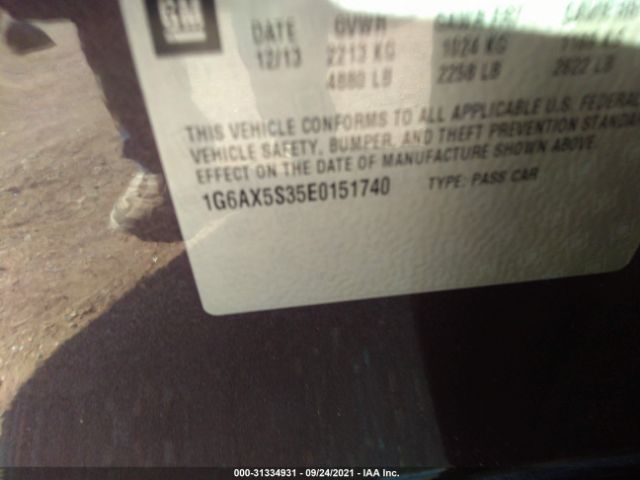 GM
DATE GVWR GAWR
12/13 2213 KG 1024 KG
4880 LB 2258 LB 2622 LB
THIS VEHICLE CONFORMS TO ALL APPLICABLE U.S. FEDERAL
VEHICLE SAFETY, BUMPER, AND THEFT PREVENTION STANDA
EFFECT ON THE DATE OF MANUFACTURE SHOWN ABOVE.
1G6AX5S35E0151740 TYPE: PASS CAR
000-31334931 - 09/24/2021 - IAA Inc.